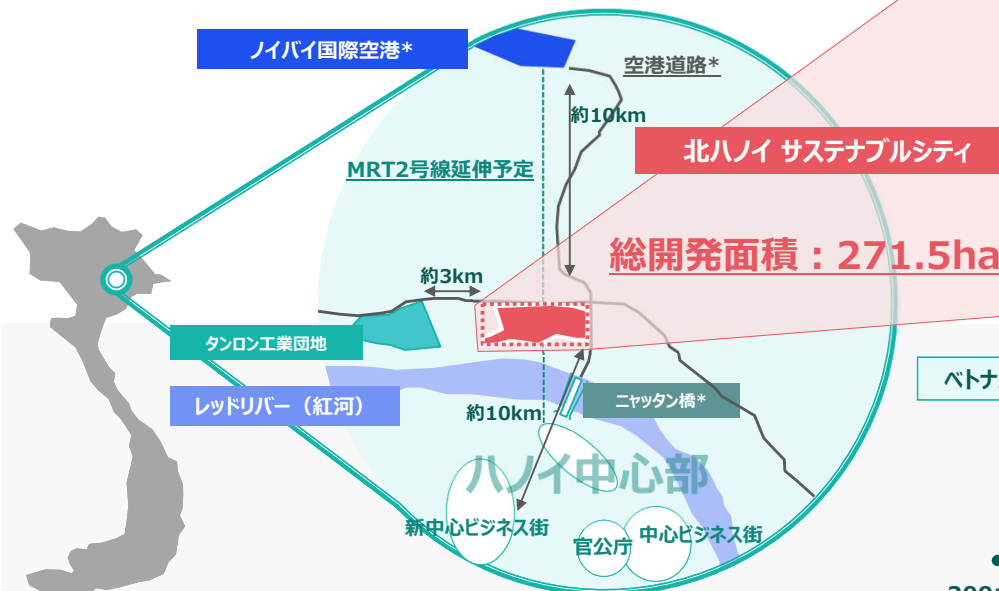 ノイバイ国際空港*
空港道路*
約10km
北ハノイ サステナブルシティ
MRT2号線延伸予定
総開発面積：271.5ha
約3km
タンロン工業団地
ベトナ
レッドリバー（紅河）
ニャッタン橋*
約10km
ハノイ中心部
新中心ビジネス街
官公庁
中心ビジネス街